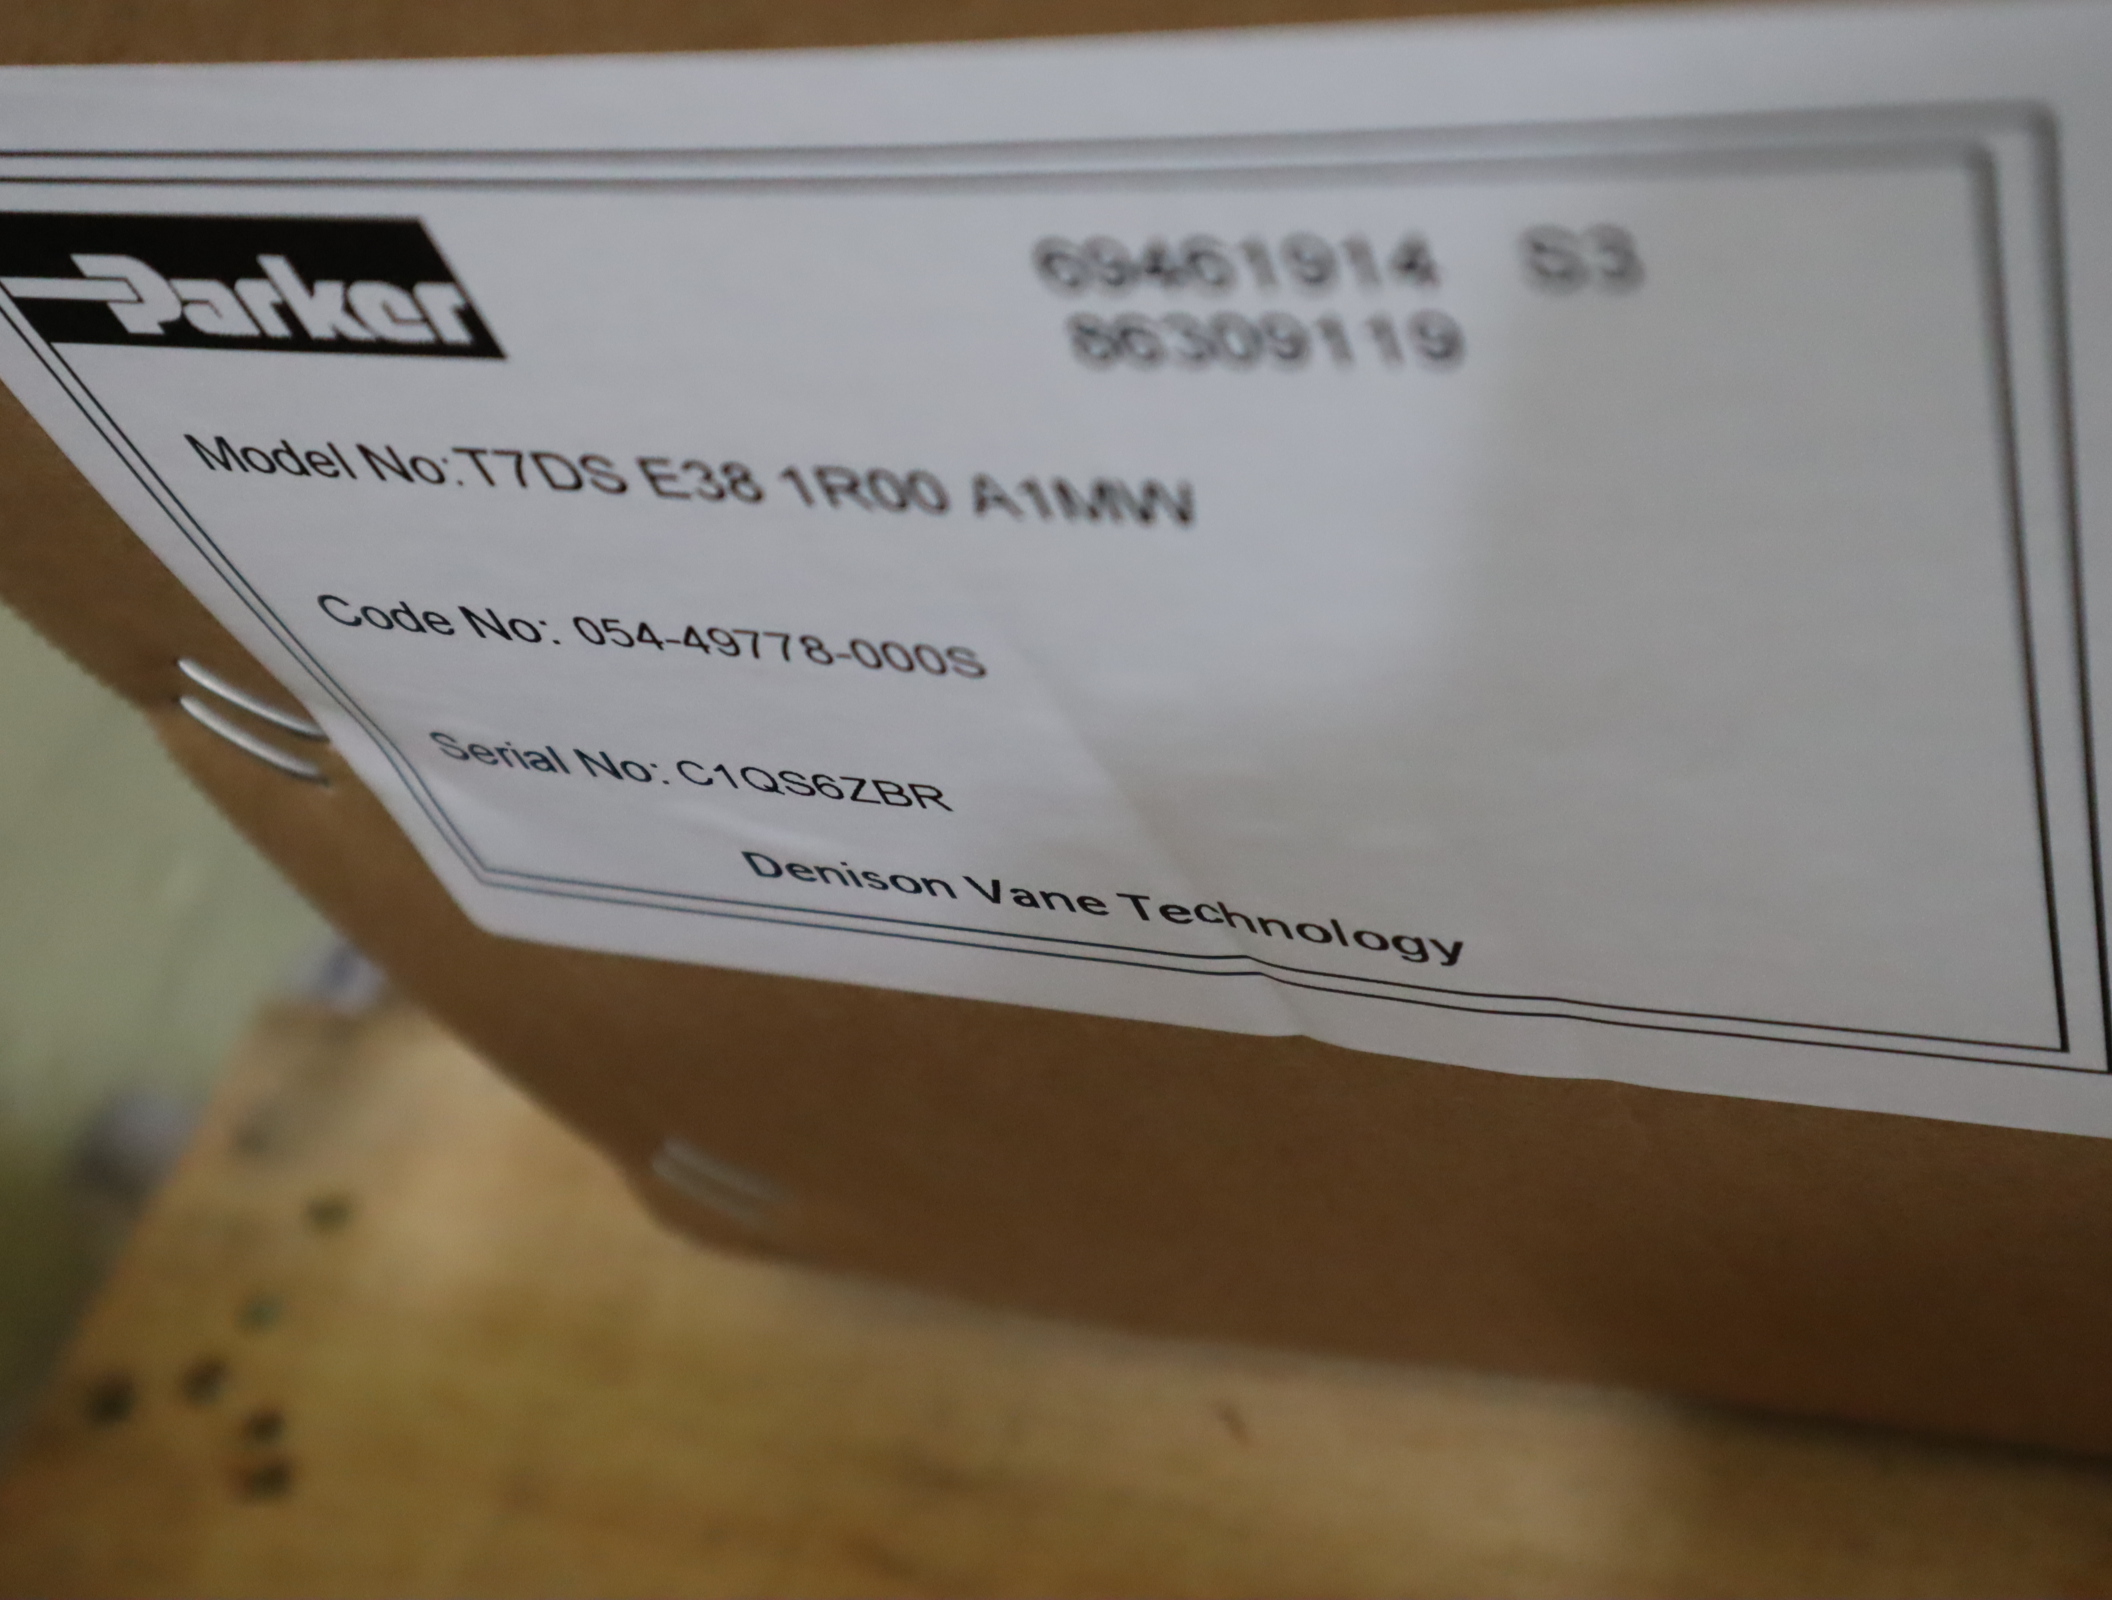 Parker
69461914 S3
86309119
Model No:T7DS E38 1R00 A1MW
Code No: 054-49778-000S
Serial No: C1QS6ZBR
Denison Vane Technology